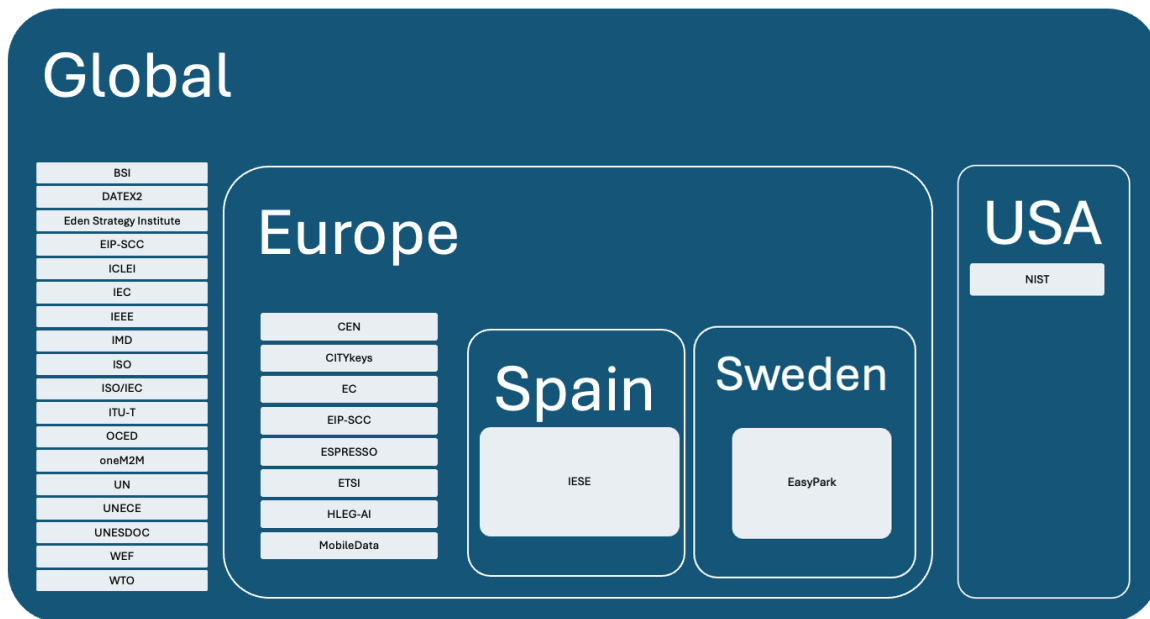 Global
BSI
DATEX2
Eden Strategy Institute
EIP-SCC
ICLEI
IEC
IEEE
IMD
ISO
ISO/IEC
ITU-T
OCED
oneM2M
UN
UNECE
UNESDOC
WEF
WTO
Europe
CEN
CITYkeys
EC
EIP-SCC
ESPRESSO
ETSI
HLEG-AI
MobileData
Spain
IESE
Sweden
EasyPark
USA
NIST